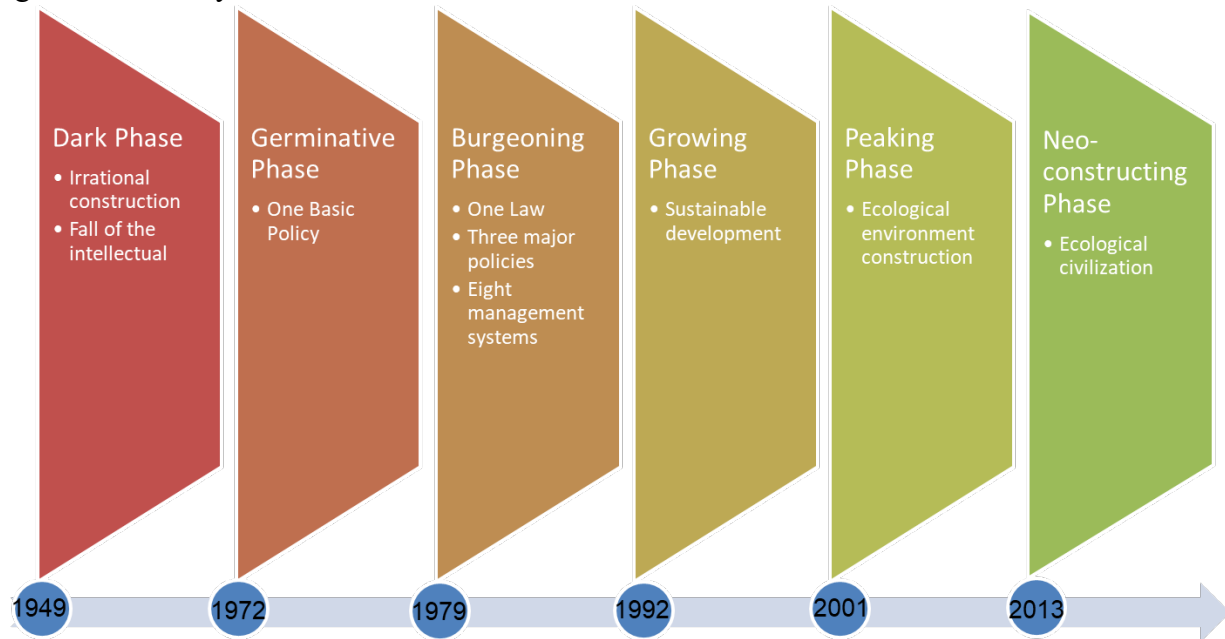 Dark Phase
• Irrational
construction
• Fall of the
intellectual
Germinative
Phase
• One Basic
Policy
Burgeoning
Phase
• One Law
• Three major
policies
• Eight
management
systems
Growing
Phase
• Sustainable
development
Peaking
Phase
• Ecological
environment
construction
Neo-
constructing
Phase
• Ecological
civilization
1949
1972
1979
1992
2001
2013